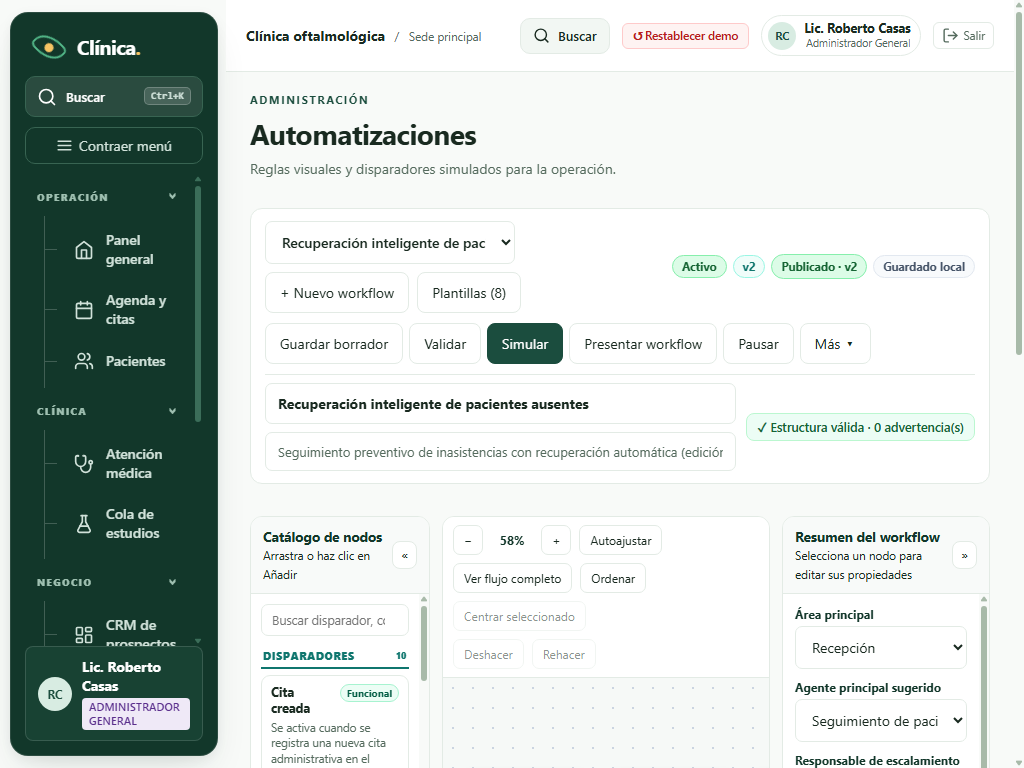 Clínica.
Buscar Ctrl+K
Contraer menú
OPERACIÓN
Panel
general
Agenda y
citas
Pacientes
CLÍNICA
Atención
médica
Cola de
estudios
NEGOCIO
CRM de
prospectos
RC
Lic. Roberto
Casas
ADMINISTRADOR
GENERAL
Clínica oftalmológica / Sede principal
Buscar
↺ Restablecer demo
RC
Lic. Roberto Casas
Administrador General
Salir
ADMINISTRACIÓN
Automatizaciones
Reglas visuales y disparadores simulados para la operación.
Recuperación inteligente de pac
Activo
v2
Publicado · v2
Guardado local
+ Nuevo workflow
Plantillas (8)
Guardar borrador
Validar
Simular
Presentar workflow
Pausar
Más ▾
Recuperación inteligente de pacientes ausentes
Seguimiento preventivo de inasistencias con recuperación automática (edición
✓ Estructura válida · 0 advertencia(s)
Catálogo de nodos
Arrastra o haz clic en
Añadir
«
Buscar disparador, co
DISPARADORES 10
Cita
creada
Funcional
Se activa cuando se
registra una nueva cita
administrativa en el
− 58% + Autoajustar
Ver flujo completo
Ordenar
Centrar seleccionado
Deshacer
Rehacer
Resumen del workflow
Selecciona un nodo para
editar sus propiedades
»
Área principal
Recepción
Agente principal sugerido
Seguimiento de paci
Responsable de escalamiento